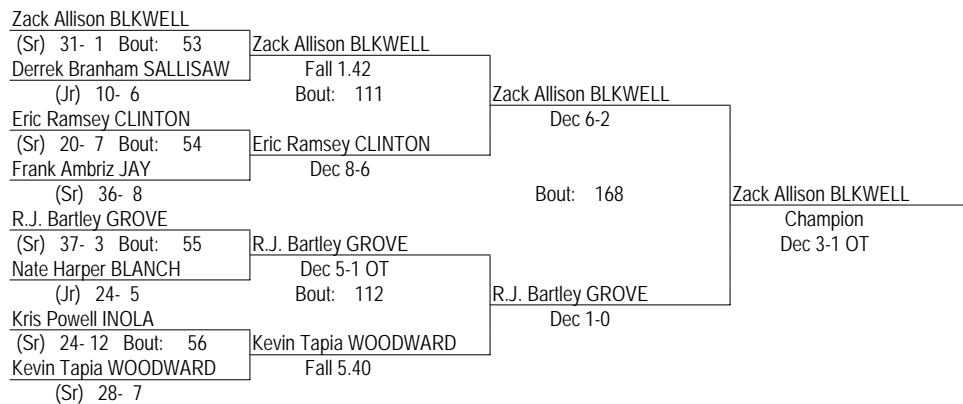 Zack Allison BLKWELL
(Sr) 31- 1 Bout: 53
Derrek Branham SALLISAW
(Jr) 10- 6
Eric Ramsey CLINTON
(Sr) 20- 7 Bout: 54
Frank Ambriz JAY
(Sr) 36- 8
R.J. Bartley GROVE
(Sr) 37- 3 Bout: 55
Nate Harper BLANCH
(Jr) 24- 5
Kris Powell INOLA
(Sr) 24- 12 Bout: 56
Kevin Tapia WOODWARD
(Sr) 28- 7
Zack Allison BLKWELL
Fall 1.42
Bout: 111
Eric Ramsey CLINTON
Dec 8-6
R.J. Bartley GROVE
Dec 5-1 OT
Bout: 112
Kevin Tapia WOODWARD
Fall 5.40
Zack Allison BLKWELL
Dec 6-2
Bout: 168
R.J. Bartley GROVE
Dec 1-0
Zack Allison BLKWELL
Champion
Dec 3-1 OT